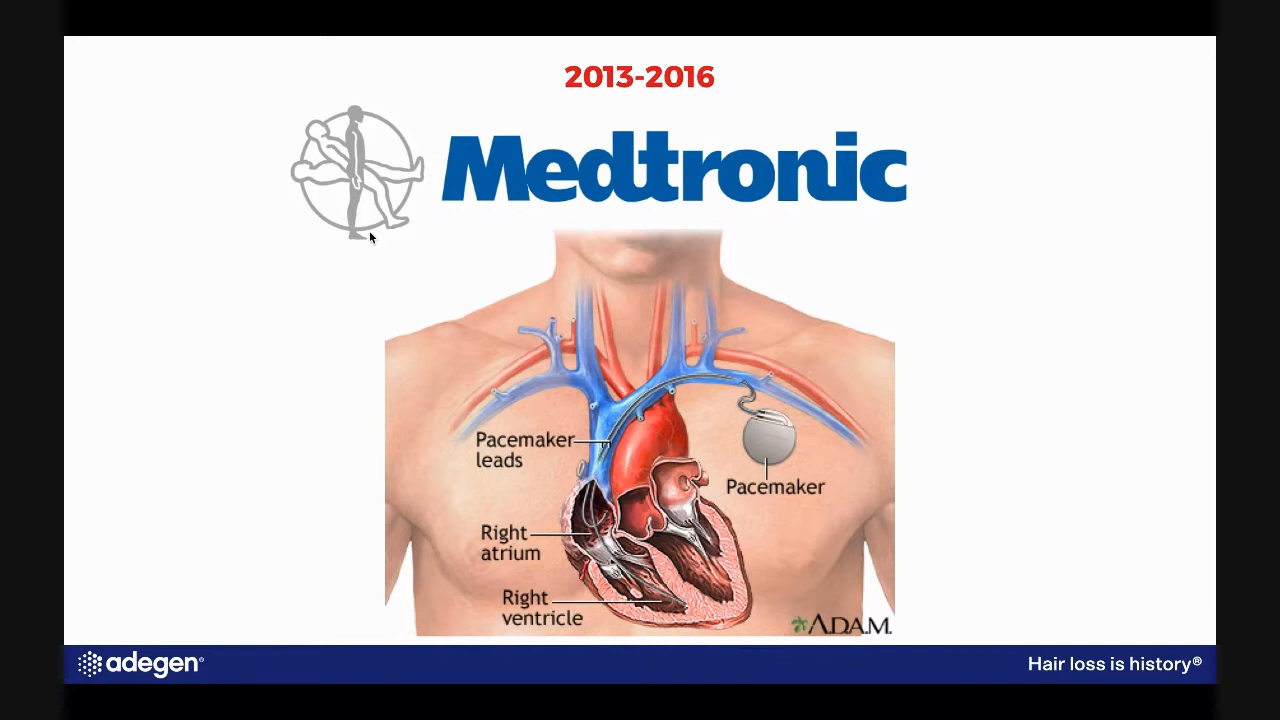 2013-2016
Medtronic
Pacemaker
leads
Pacemaker
Right
atrium
Right
ventricle
A.D.A.M.
adegen®
Hair loss is history®